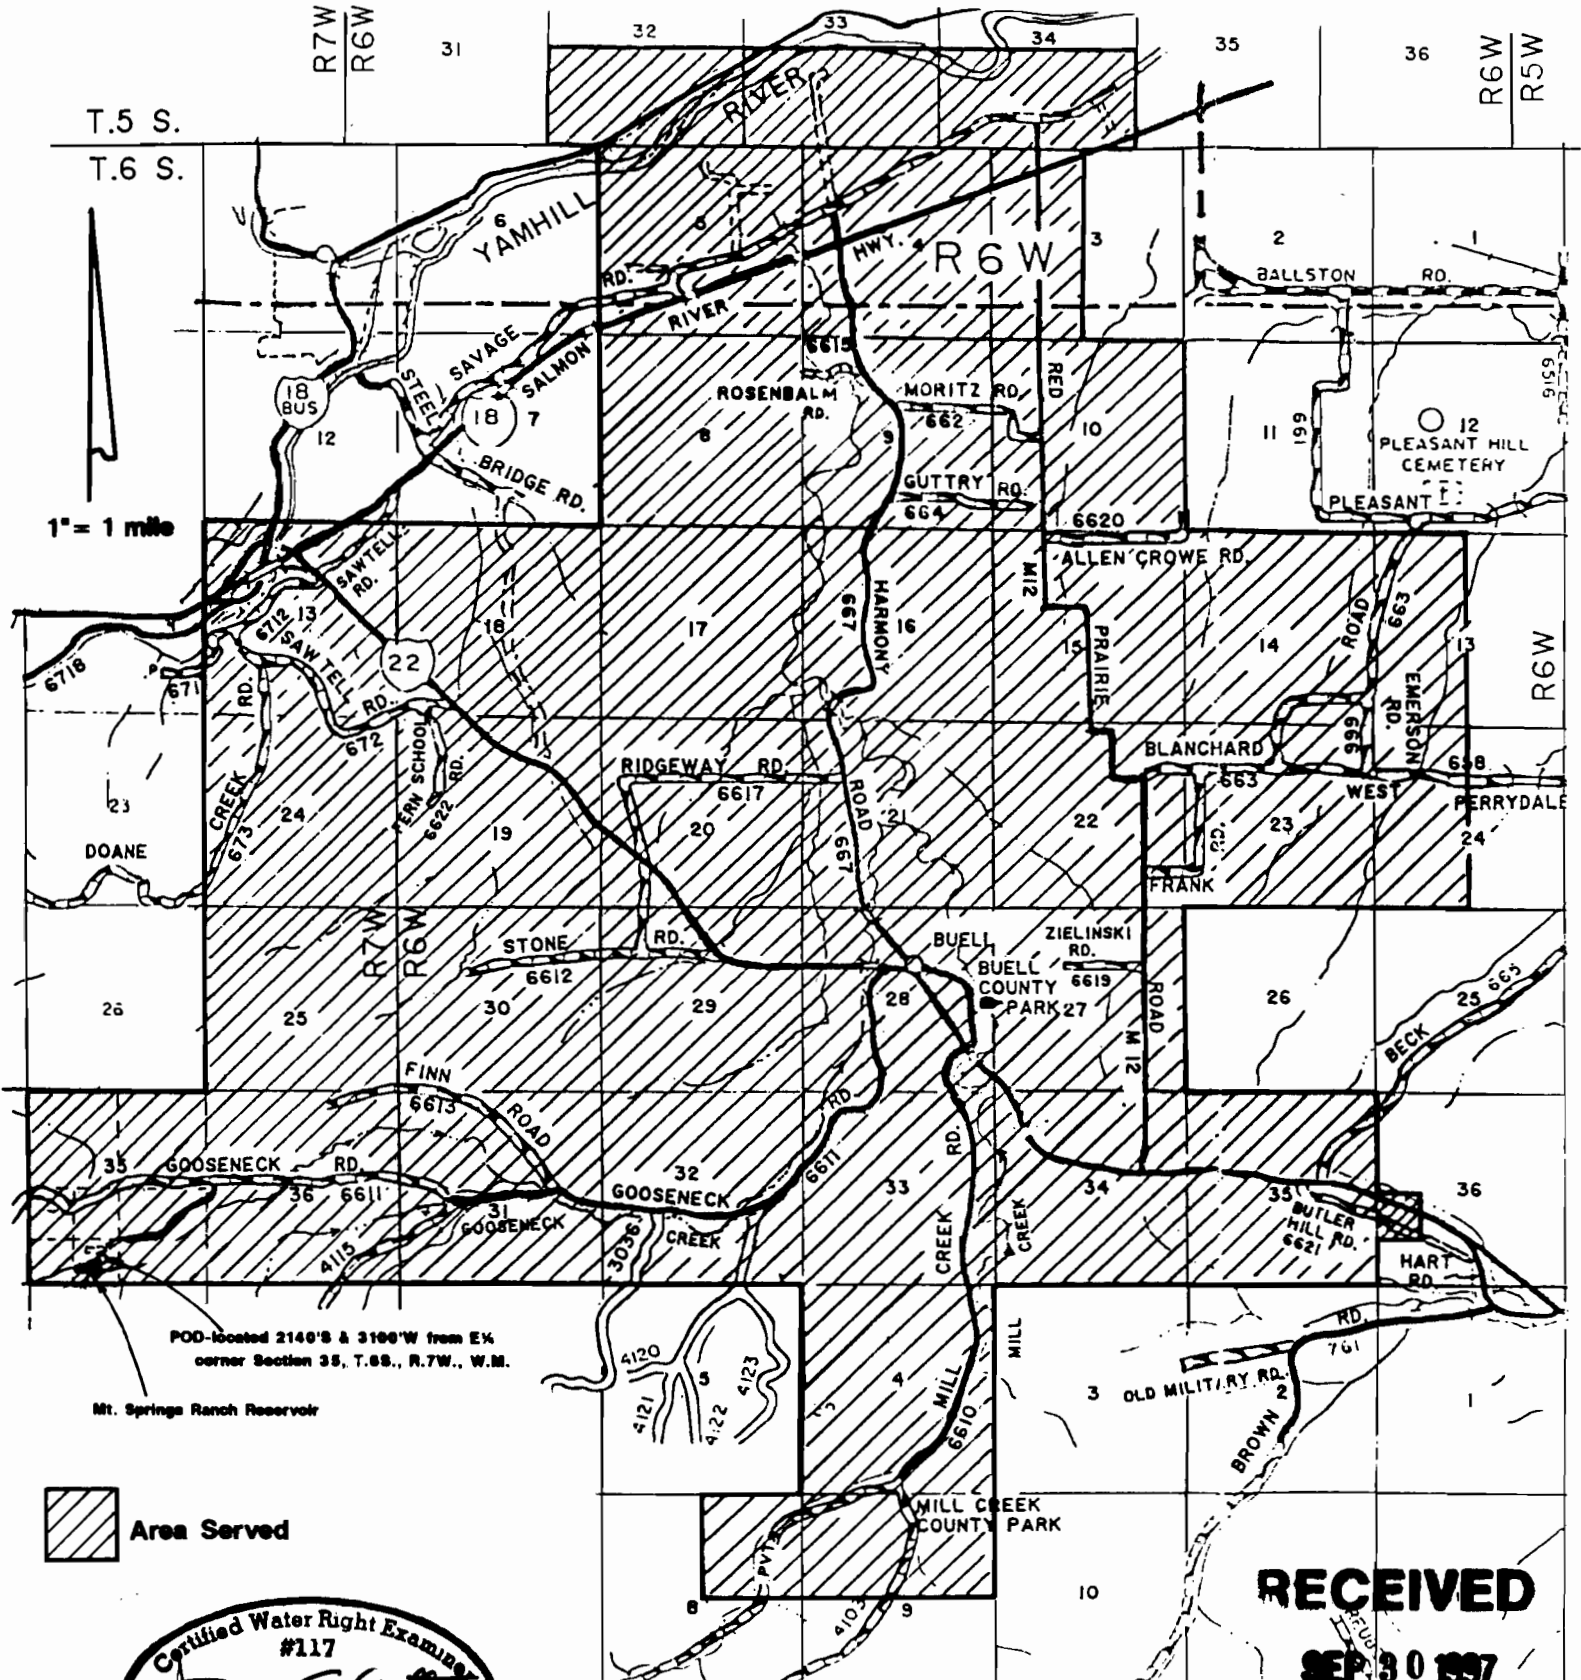 R7W
R6W
31
32
33
34
35
36
R6W
R5W
T.5 S.
T.6 S.
RIVER
YAMHILL
6
5
HWY. 4
R6W
3
2
1
BALLSTON RD.
RD.
RIVER
SAVAGE
SALMON
STEEL
BRIDGE RD.
18
BUS
12
18
7
6615
ROSENBALM
RD.
8
9
MORITZ RD
662
RED
10
11
661
12
PLEASANT HILL
CEMETERY
6516
GUTTRY RD.
664
PLEASANT
6620
ALLEN CROWE RD.
1"= 1 mile
SAWTELL
RD.
13
6712
SAWTELL
RD.
672
22
18
17
667
HARMONY
16
M12
15
PRAIRIE
14
ROAD
663
13
R6W
EMERSON
RD.
666
6718
671
RD.
CREEK
673
23
24
DOANE
FERN SCHOOL
RD.
6622
19
RIDGEWAY RD.
6617
20
ROAD
667
21
22
BLANCHARD
663
23
WEST
658
PERRYDALE
24
FRANK
R7W
R6W
STONE RD.
6612
BUELL
BUELL
COUNTY
PARK
27
ZIELINSKI
RD.
6619
ROAD
M 12
26
25
30
29
28
26
25
665
BECK
FINN
6613
ROAD
RD
6611
35
GOOSENECK RD.
36
6611
31
GOOSENECK
32
GOOSENECK
CREEK
33
RD.
CREEK
CREEK
34
35
BUTLER
HILL RD.
6621
36
HART
RD.
4115
3036
POD-located 2140'S & 3100'W from E¼
corner Section 35, T.6S., R.7W., W.M.
Mt. Springs Ranch Reservoir
4120
4121
4122
4123
5
4
MILL
6610
MILL
3
OLD MILITARY RD.
RD.
761
2
BROWN
1
Area Served
MILL CREEK
COUNTY PARK
PVT
8
4103
9
10
Certified Water Right Examiner
#117
RECEIVED
SEP 30 1997